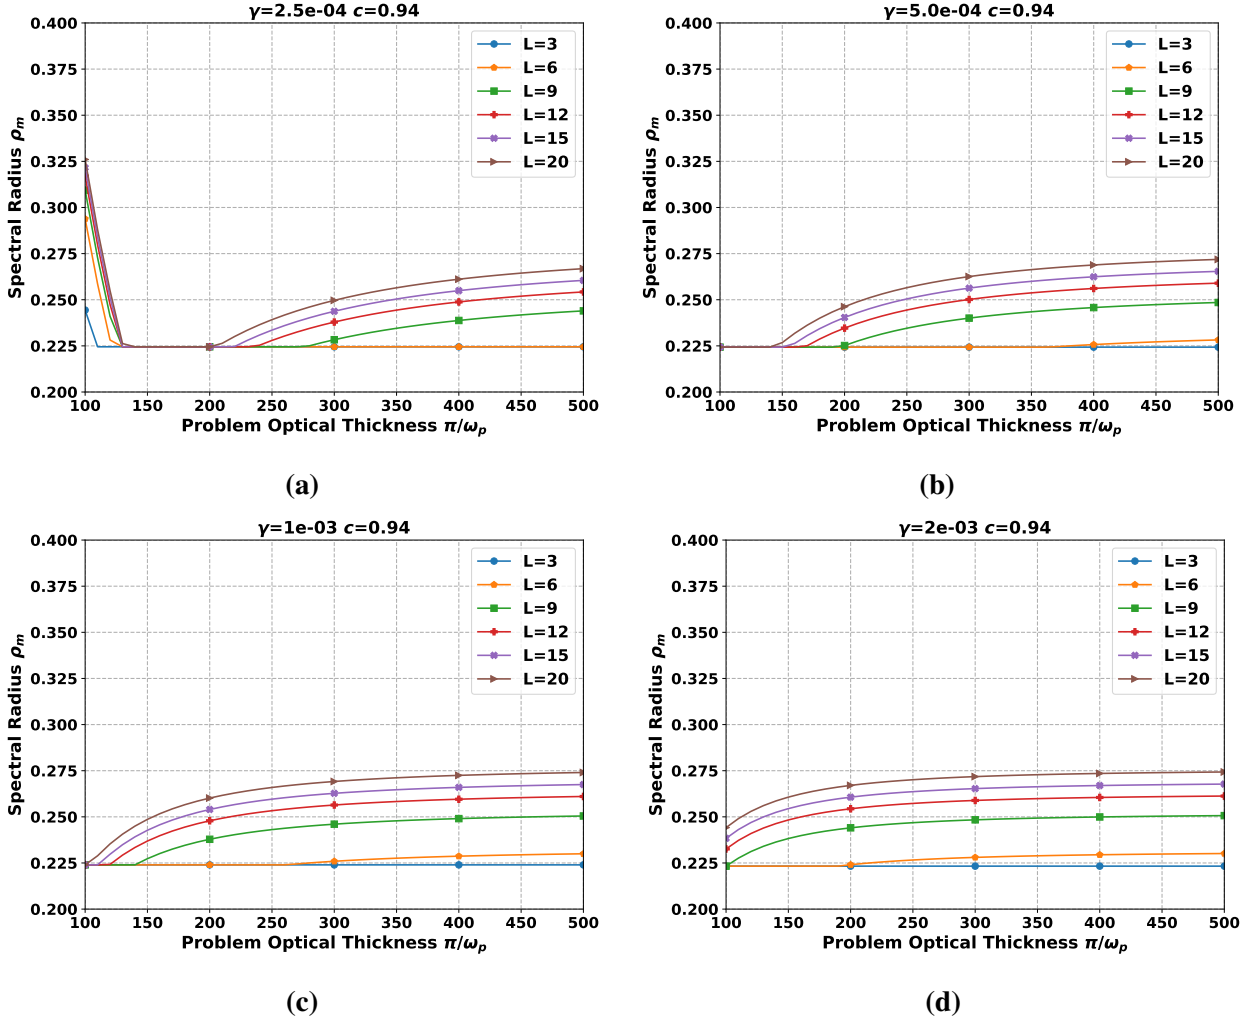 γ=2.5e-04 c=0.94
0.400
0.375
0.350
0.325
0.300
0.275
0.250
0.225
0.200
Spectral Radius ρm
100 150 200 250 300 350 400 450 500
Problem Optical Thickness π/ωp
L=3
L=6
L=9
L=12
L=15
L=20
(a)
γ=5.0e-04 c=0.94
0.400
0.375
0.350
0.325
0.300
0.275
0.250
0.225
0.200
Spectral Radius ρm
100 150 200 250 300 350 400 450 500
Problem Optical Thickness π/ωp
L=3
L=6
L=9
L=12
L=15
L=20
(b)
γ=1e-03 c=0.94
0.400
0.375
0.350
0.325
0.300
0.275
0.250
0.225
0.200
Spectral Radius ρm
100 150 200 250 300 350 400 450 500
Problem Optical Thickness π/ωp
L=3
L=6
L=9
L=12
L=15
L=20
(c)
γ=2e-03 c=0.94
0.400
0.375
0.350
0.325
0.300
0.275
0.250
0.225
0.200
Spectral Radius ρm
100 150 200 250 300 350 400 450 500
Problem Optical Thickness π/ωp
L=3
L=6
L=9
L=12
L=15
L=20
(d)